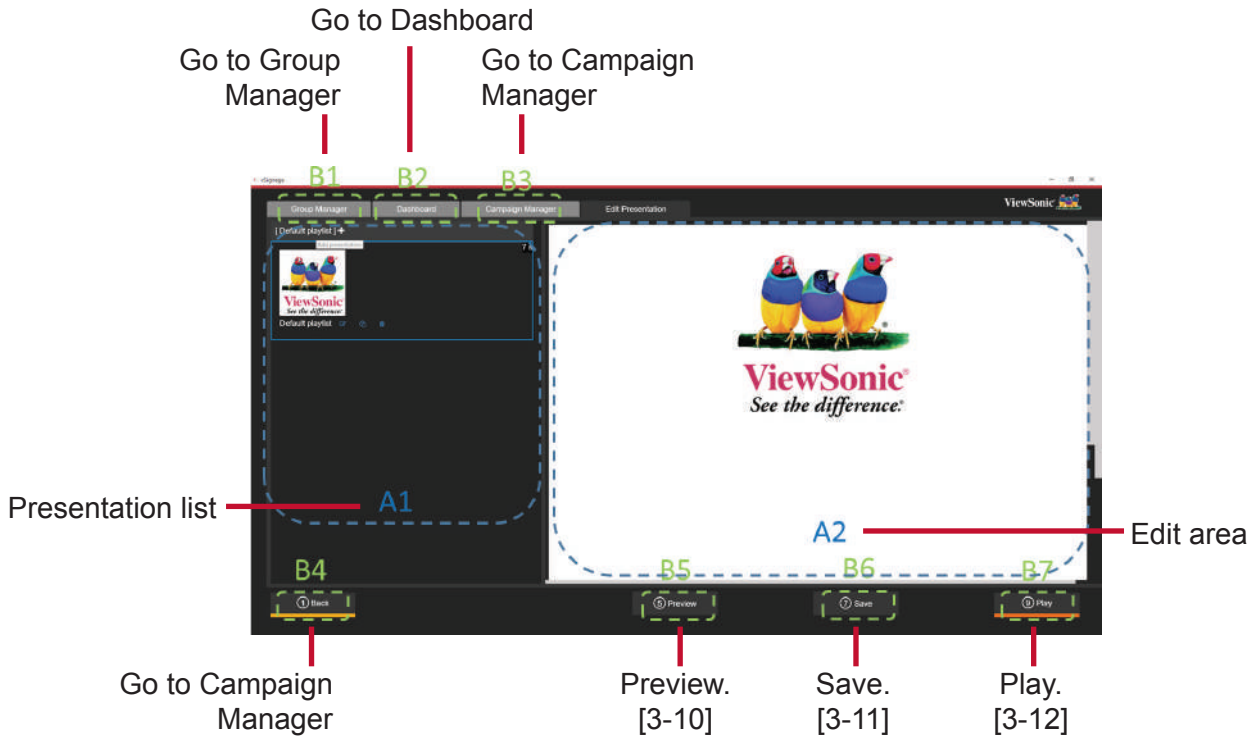 Go to Dashboard
Go to Group
Manager
Go to Campaign
Manager
B1
B2
B3
vSignage
Group Manager
Dashboard
Campaign Manager
Edit Presentation
ViewSonic
[ Default playlist ] +
Add presentation
7
ViewSonic
See the difference
Default playlist
ViewSonic®
See the difference®
Presentation list
A1
A2
Edit area
B4
B5
B6
B7
1 Back
5 Preview
7 Save
9 Play
Go to Campaign
Manager
Preview.
[3-10]
Save.
[3-11]
Play.
[3-12]